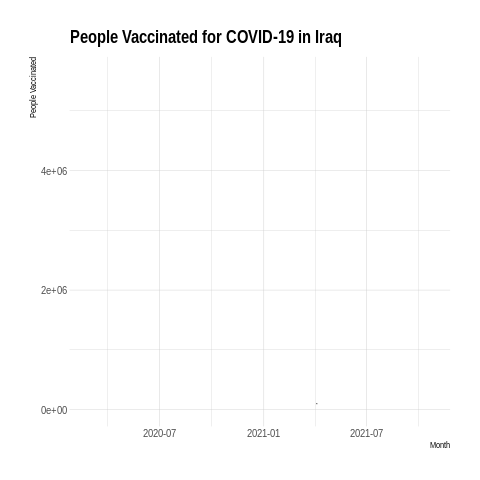 People Vaccinated for COVID-19 in Iraq
People Vaccinated
4e+06
2e+06
0e+00
2020-07 2021-01 2021-07
Month